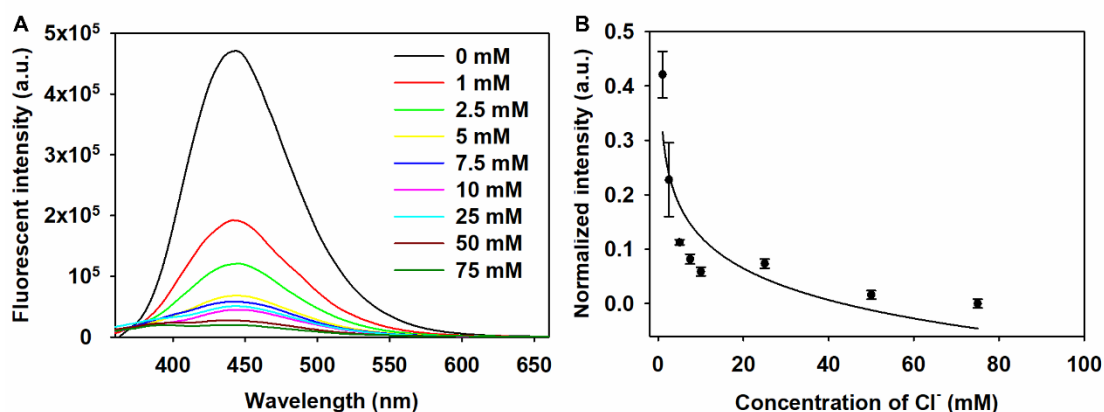 A
Fluorescent intensity (a.u.)
5x10⁵
4x10⁵
3x10⁵
2x10⁵
10⁵
0
0 mM
1 mM
2.5 mM
5 mM
7.5 mM
10 mM
25 mM
50 mM
75 mM
400 450 500 550 600 650
Wavelength (nm)
B
Normalized intensity (a.u.)
0.5
0.4
0.3
0.2
0.1
0.0
0 20 40 60 80 100
Concentration of Cl⁻ (mM)